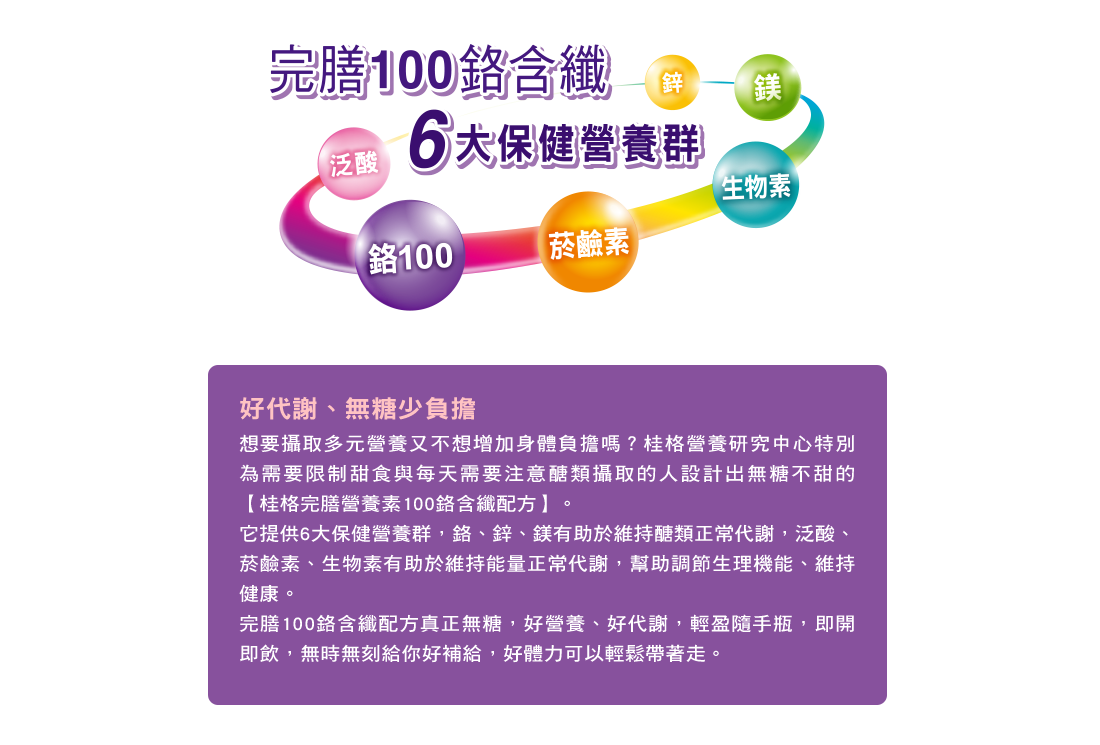 完膳100鉻含纖
6大保健營養群
鋅
鎂
泛酸
生物素
鉻100
菸鹼素
好代謝、無糖少負擔
想要攝取多元營養又不想增加身體負擔嗎？桂格營養研究中心特別
為需要限制甜食與每天需要注意醣類攝取的人設計出無糖不甜的
【桂格完膳營養素100鉻含纖配方】。
它提供6大保健營養群，鉻、鋅、鎂有助於維持醣類正常代謝，泛酸、
菸鹼素、生物素有助於維持能量正常代謝，幫助調節生理機能、維持
健康。
完膳100鉻含纖配方真正無糖，好營養、好代謝，輕盈隨手瓶，即開
即飲，無時無刻給你好補給，好體力可以輕鬆帶著走。